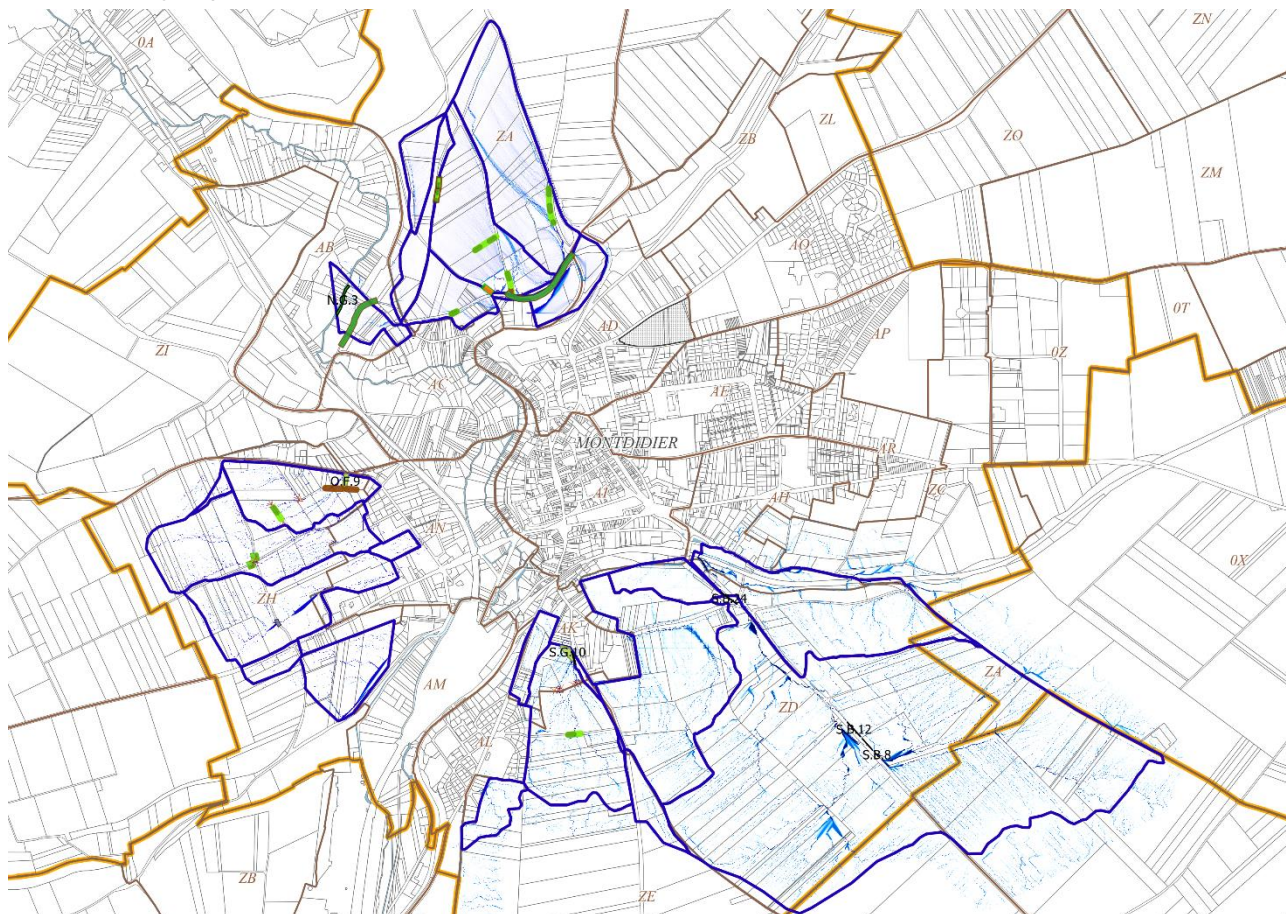 ZN
0A
ZA
ZB
ZL
ZO
ZM
AB
AO
N.G.3
0T
ZI
AD
AP
0Z
AC
AE
MONTDIDIER
AR
O.F.9
AI
AH
ZC
AN
0X
ZH
AK
S.G.10
AM
ZA
ZD
S.B.12
AL
S.B.8
ZB
ZE